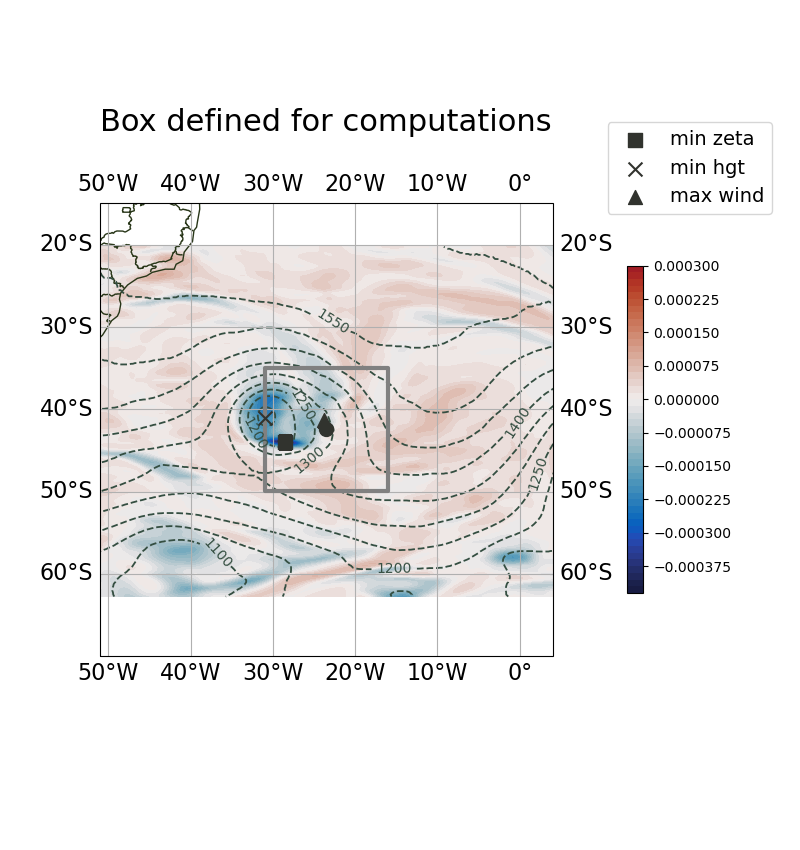 Box defined for computations
min zeta
min hgt
max wind
50°W 40°W 30°W 20°W 10°W 0°
20°S 20°S
30°S 30°S
40°S 40°S
50°S 50°S
60°S 60°S
50°W 40°W 30°W 20°W 10°W 0°
1550
1250
1200
1300
1400
1250
1100
1200
0.000300
0.000225
0.000150
0.000075
0.000000
−0.000075
−0.000150
−0.000225
−0.000300
−0.000375